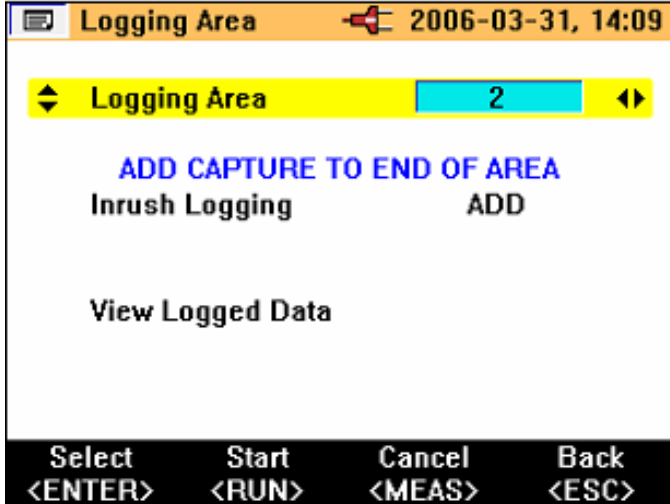 Logging Area 2006-03-31, 14:09
Logging Area 2
ADD CAPTURE TO END OF AREA
Inrush Logging ADD
View Logged Data
Select Start Cancel Back
<ENTER> <RUN> <MEAS> <ESC>